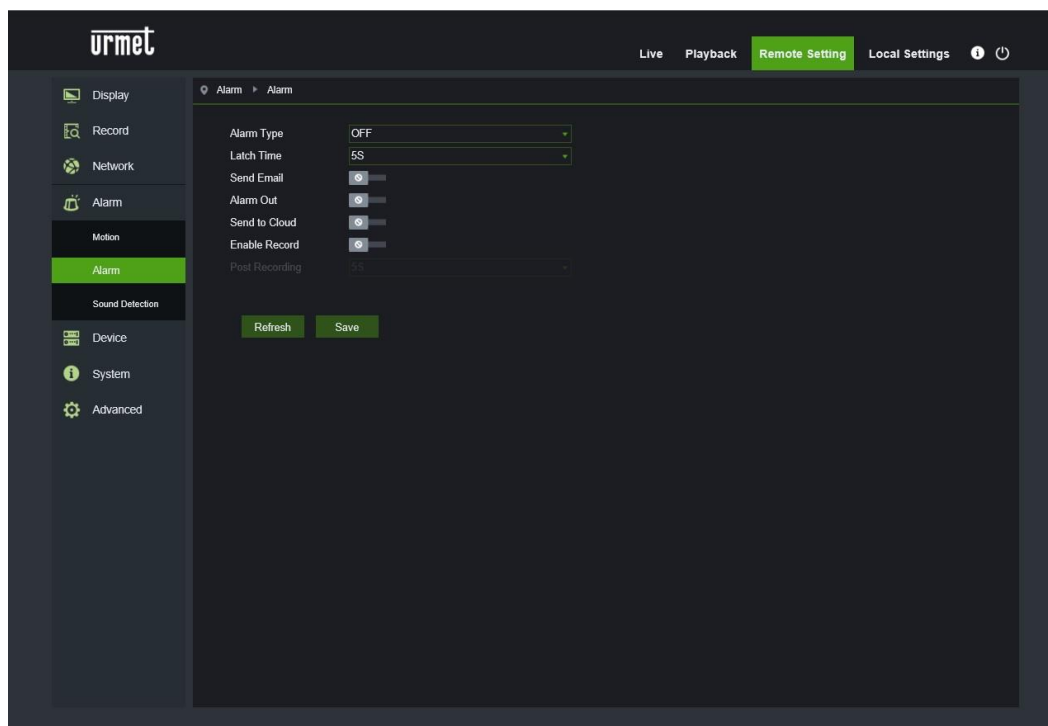 urmet
Live Playback Remote Setting Local Settings
Display
Record
Network
Alarm
Motion
Alarm
Sound Detection
Device
System
Advanced
Alarm Alarm
Alarm Type OFF
Latch Time 5S
Send Email
Alarm Out
Send to Cloud
Enable Record
Post Recording 5S
Refresh Save